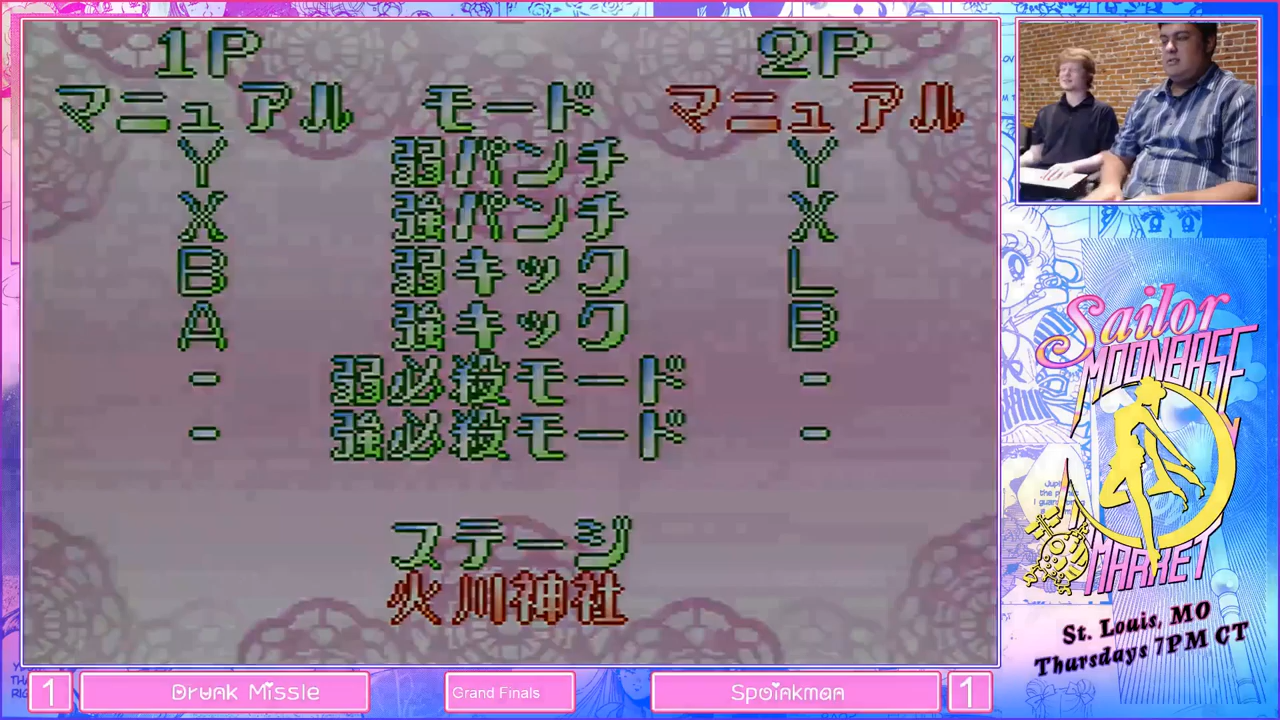 1P 2P
マニュアル モード マニュアル
Y 弱パンチ Y
X 強パンチ X
B 弱キック L
A 強キック B
- 弱必殺モード -
- 強必殺モード -
ステージ
火川神社
Sailor
MOONBASE
MARKET
St. Louis, MO
Thursdays 7PM CT
1 Drunk Missle Grand Finals Spoinkman 1